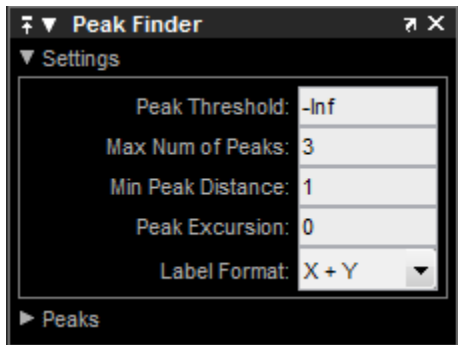 Peak Finder
Settings
Peak Threshold: -Inf
Max Num of Peaks: 3
Min Peak Distance: 1
Peak Excursion: 0
Label Format: X + Y
Peaks